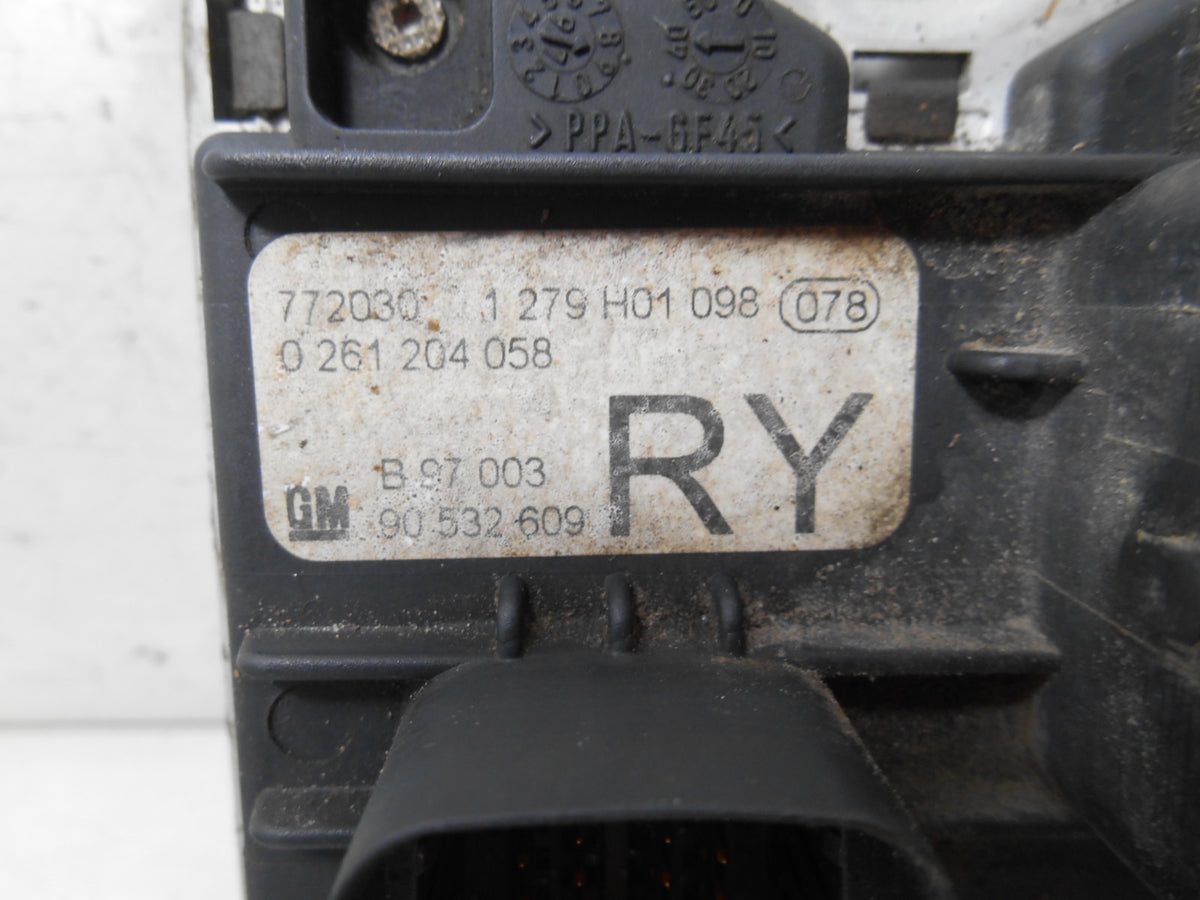 >PPA-GF45<
772030 1 279 H01 098 078
0 261 204 058
RY
B 97 003
GM 90 532 609